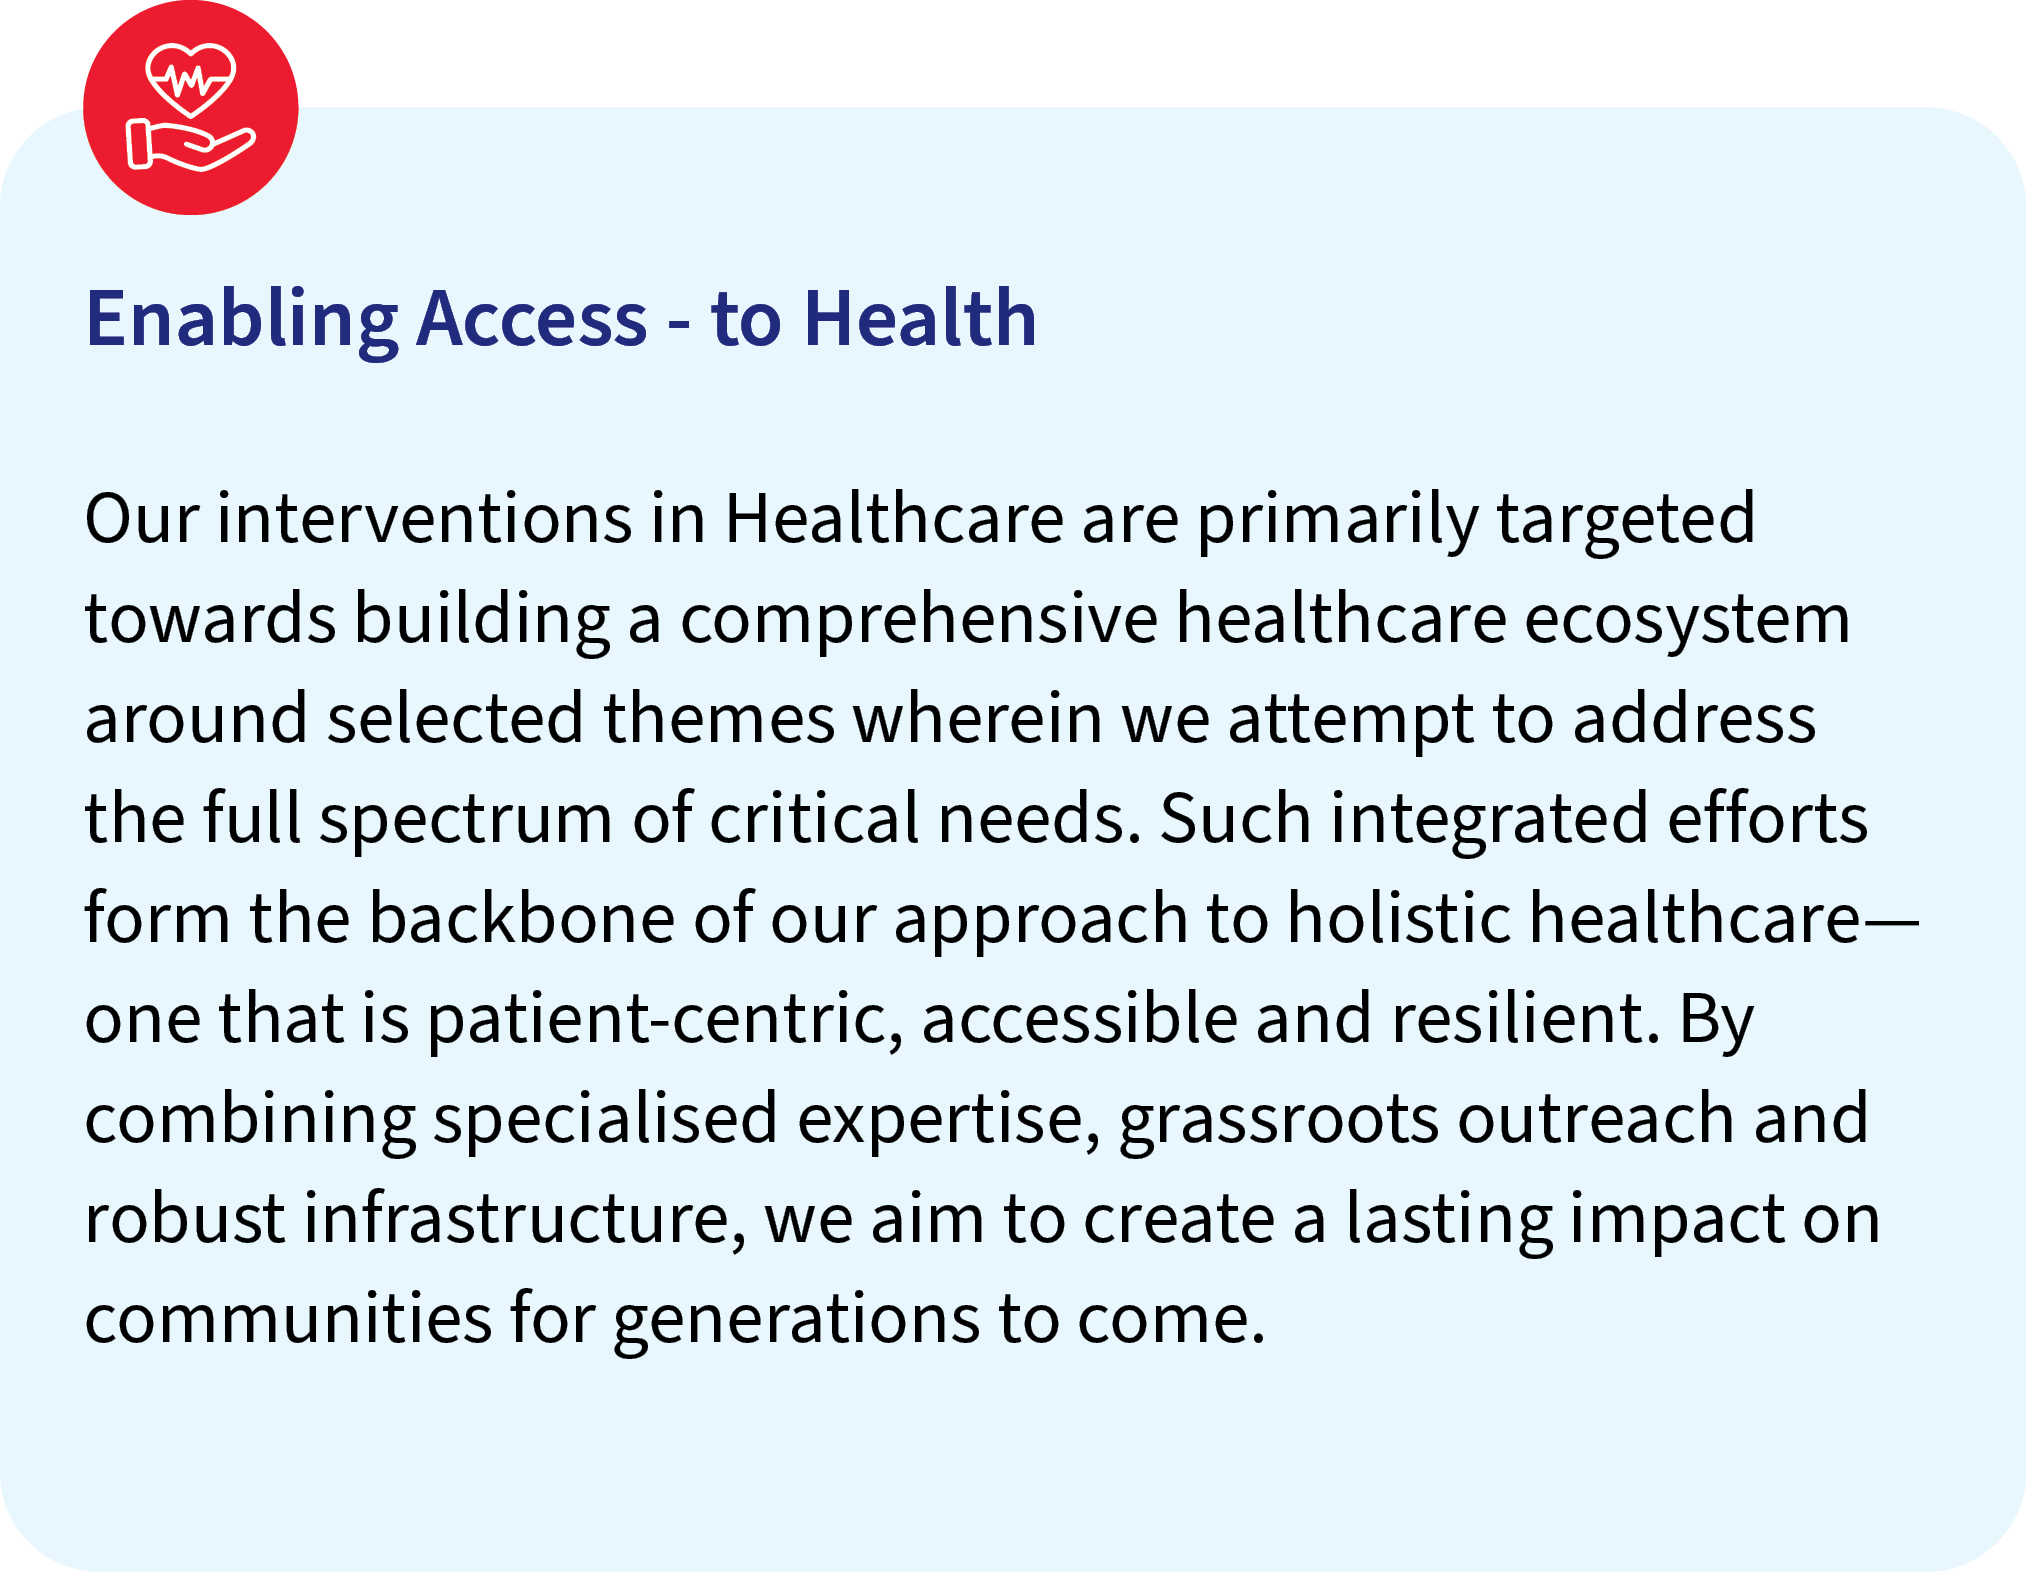 Enabling Access - to Health
Our interventions in Healthcare are primarily targeted
towards building a comprehensive healthcare ecosystem
around selected themes wherein we attempt to address
the full spectrum of critical needs. Such integrated efforts
form the backbone of our approach to holistic healthcare—
one that is patient-centric, accessible and resilient. By
combining specialised expertise, grassroots outreach and
robust infrastructure, we aim to create a lasting impact on
communities for generations to come.